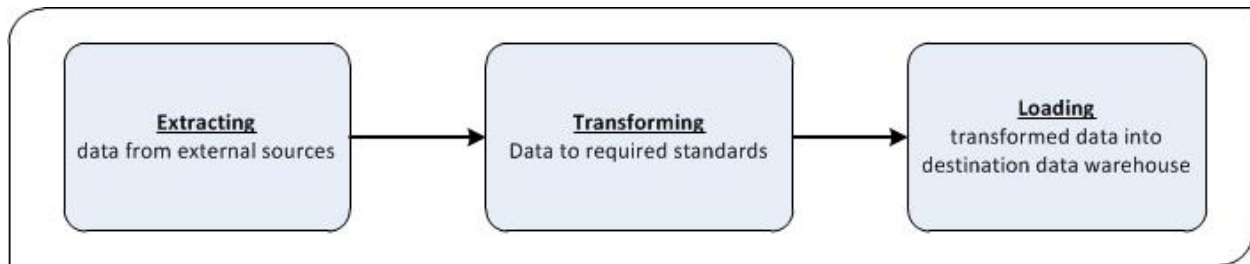 Extracting
data from external sources
Transforming
Data to required standards
Loading
transformed data into
destination data warehouse